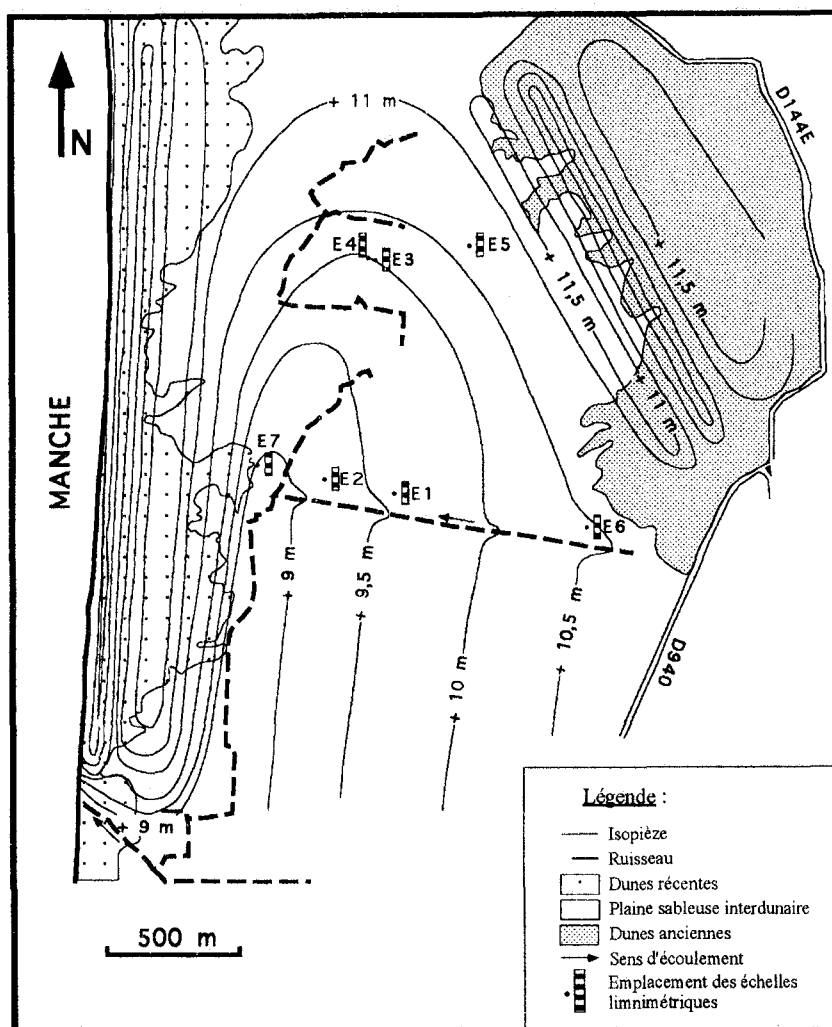 + 11 m
D144E
N
E4
E3
E5
+ 11,5 m
+ 11,5 m
+ 11 m
MANCHE
E7
E2
E1
E6
+ 9 m
+ 9,5 m
+ 10 m
+ 10,5 m
D940
+ 9 m
500 m
Légende :
Isopièze
Ruisseau
Dunes récentes
Plaine sableuse interdunaire
Dunes anciennes
Sens d'écoulement
Emplacement des échelles
limnimétriques